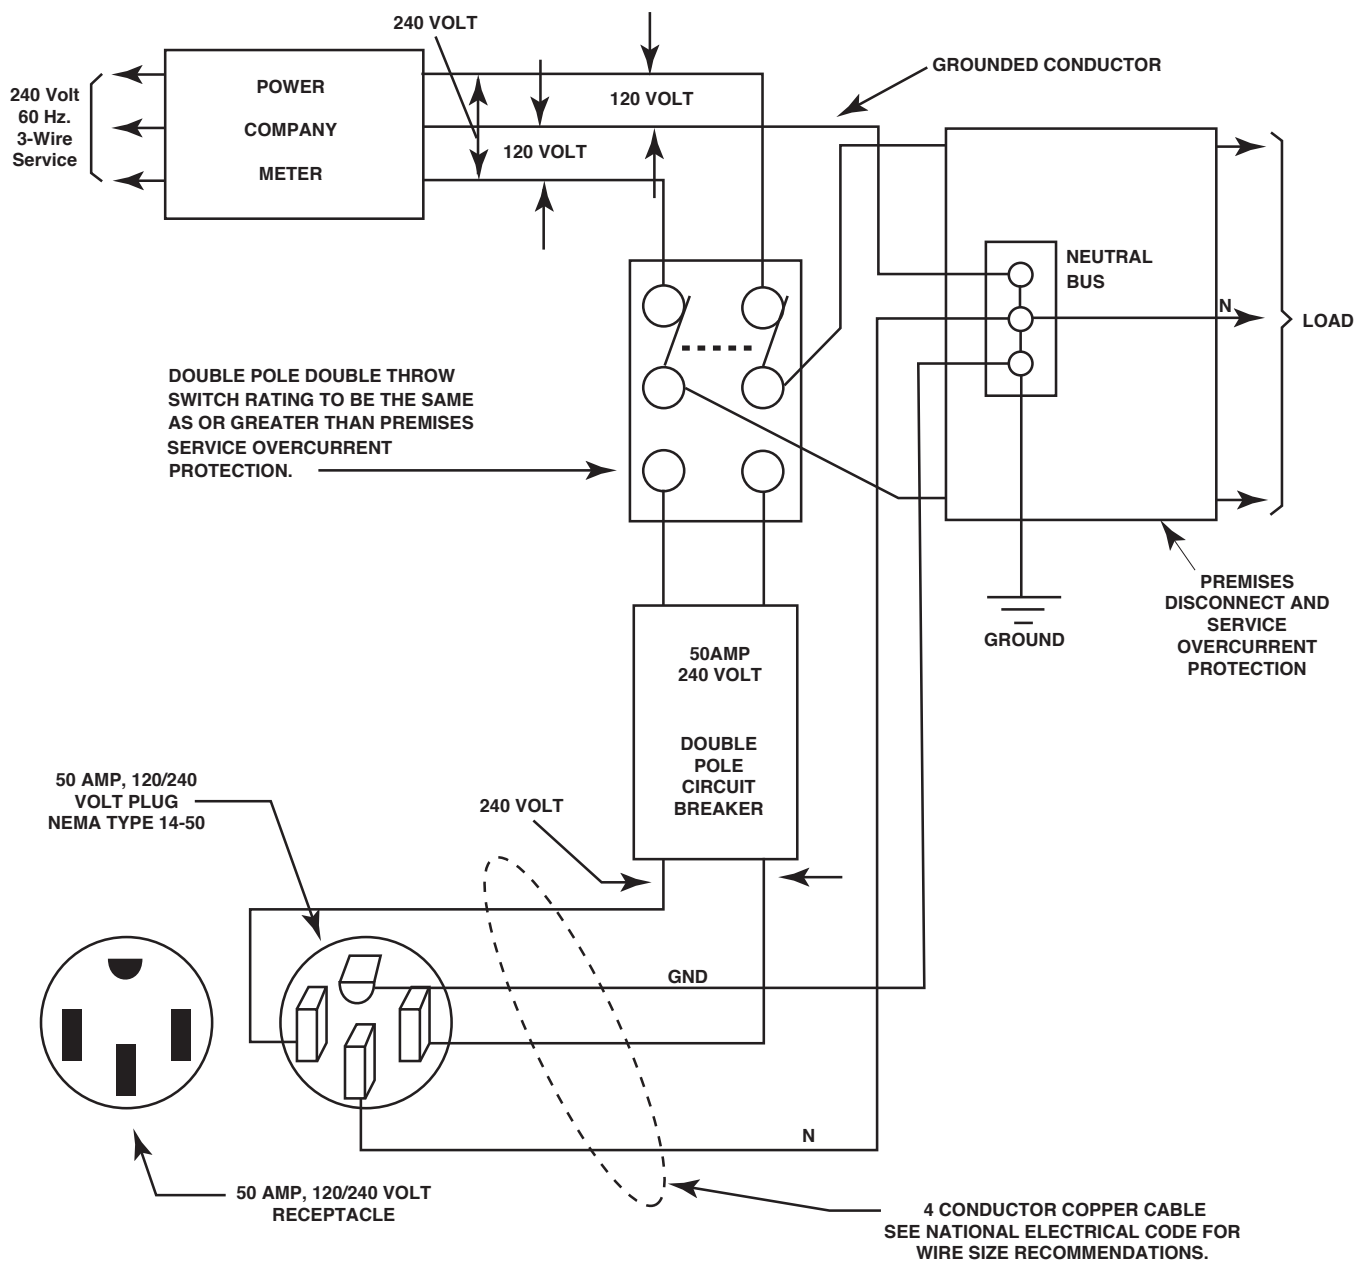 240 VOLT
GROUNDED CONDUCTOR
240 Volt
60 Hz.
3-Wire
Service
POWER
COMPANY
METER
120 VOLT
120 VOLT
NEUTRAL
BUS
N
LOAD
DOUBLE POLE DOUBLE THROW
SWITCH RATING TO BE THE SAME
AS OR GREATER THAN PREMISES
SERVICE OVERCURRENT
PROTECTION.
GROUND
PREMISES
DISCONNECT AND
SERVICE
OVERCURRENT
PROTECTION
50AMP
240 VOLT
DOUBLE
POLE
CIRCUIT
BREAKER
50 AMP, 120/240
VOLT PLUG
NEMA TYPE 14-50
240 VOLT
GND
N
50 AMP, 120/240 VOLT
RECEPTACLE
4 CONDUCTOR COPPER CABLE
SEE NATIONAL ELECTRICAL CODE FOR
WIRE SIZE RECOMMENDATIONS.